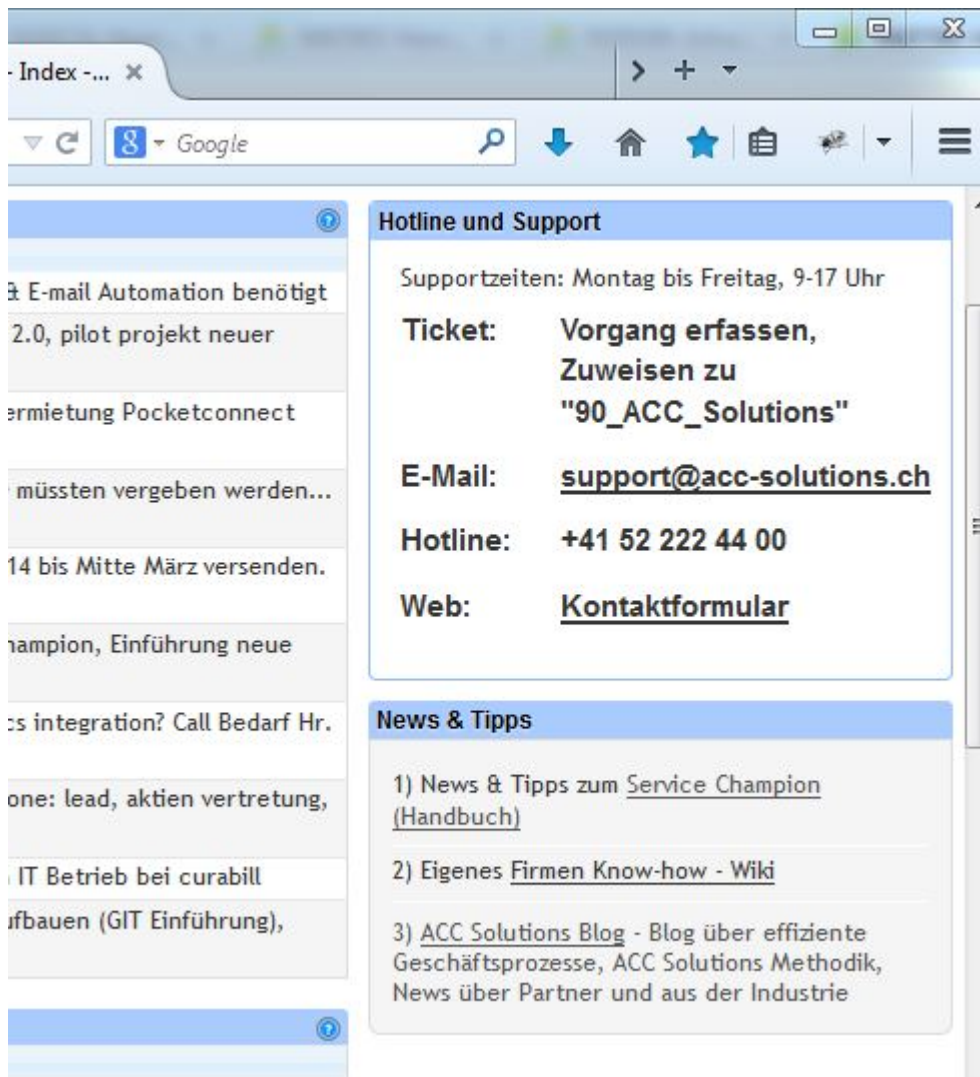 - Index -...
Google
& E-mail Automation benötigt
2.0, pilot projekt neuer
ermietung Pocketconnect
müssten vergeben werden...
14 bis Mitte März versenden.
hampion, Einführung neue
cs integration? Call Bedarf Hr.
one: lead, aktien vertretung,
IT Betrieb bei curabill
ufbauen (GIT Einführung),
Hotline und Support
Supportzeiten: Montag bis Freitag, 9-17 Uhr
Ticket: Vorgang erfassen,
Zuweisen zu
"90_ACC_Solutions"
E-Mail: support@acc-solutions.ch
Hotline: +41 52 222 44 00
Web: Kontaktformular
News & Tipps
1) News & Tipps zum Service Champion
(Handbuch)
2) Eigenes Firmen Know-how - Wiki
3) ACC Solutions Blog - Blog über effiziente
Geschäftsprozesse, ACC Solutions Methodik,
News über Partner und aus der Industrie